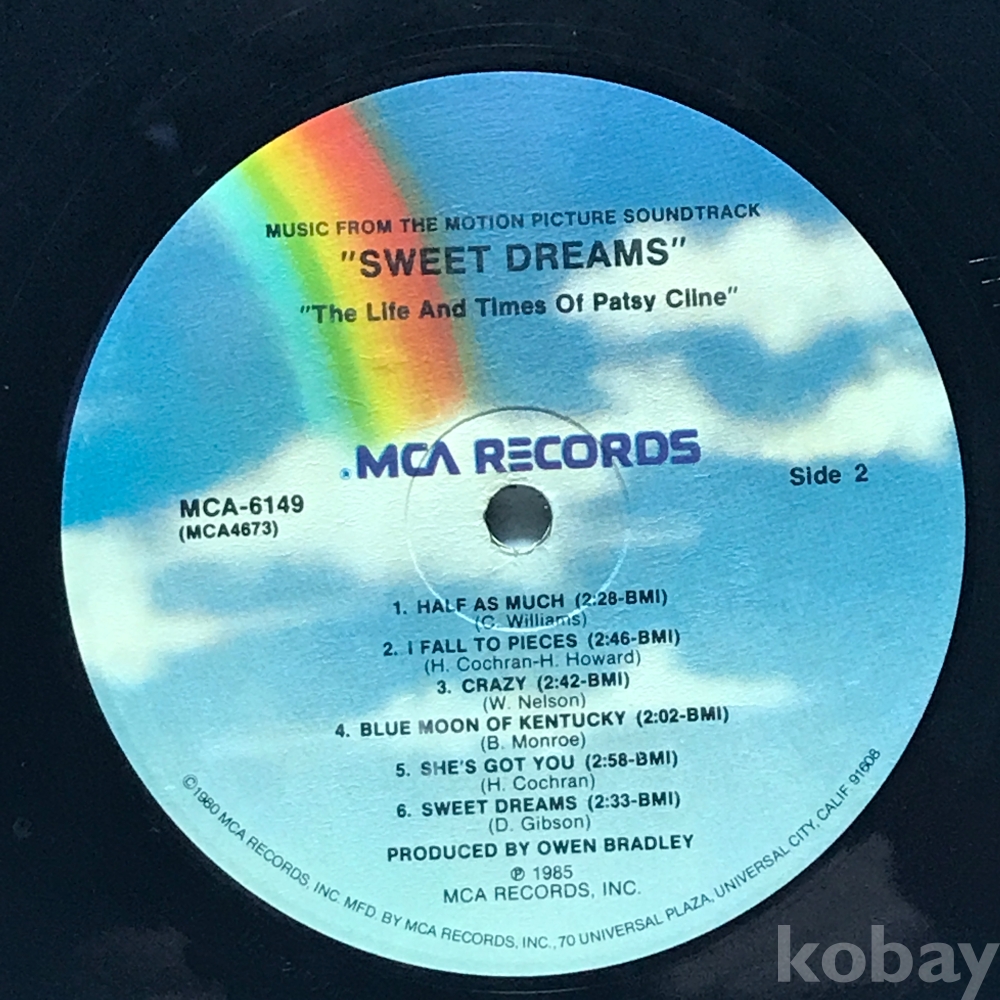 MUSIC FROM THE MOTION PICTURE SOUNDTRACK
"SWEET DREAMS"
"The Life And Times Of Patsy Cline"
MCA RECORDS
Side 2
MCA-6149
(MCA4673)
1. HALF AS MUCH (2:28-BMI)
(C. Williams)
2. I FALL TO PIECES (2:46-BMI)
(H. Cochran-H. Howard)
3. CRAZY (2:42-BMI)
(W. Nelson)
4. BLUE MOON OF KENTUCKY (2:02-BMI)
(B. Monroe)
5. SHE'S GOT YOU (2:58-BMI)
(H. Cochran)
6. SWEET DREAMS (2:33-BMI)
(D. Gibson)
PRODUCED BY OWEN BRADLEY
℗ 1985
MCA RECORDS, INC.
©1980 MCA RECORDS, INC. MFD. BY MCA RECORDS, INC., 70 UNIVERSAL PLAZA, UNIVERSAL CITY, CALIF. 91608
kobay